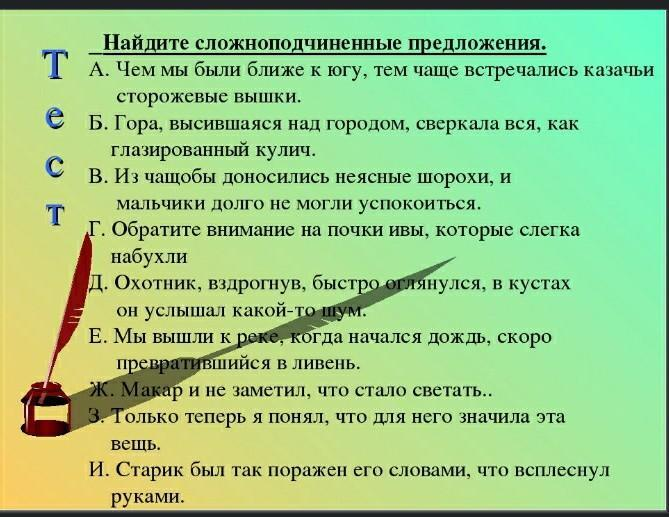 Тест
Найдите сложноподчиненные предложения.
А. Чем мы были ближе к югу, тем чаще встречались казачьи
сторожевые вышки.
Б. Гора, высившаяся над городом, сверкала вся, как
глазированный кулич.
В. Из чащобы доносились неясные шорохи, и
мальчики долго не могли успокоиться.
Г. Обратите внимание на почки ивы, которые слегка
набухли
Д. Охотник, вздрогнув, быстро оглянулся, в кустах
он услышал какой-то шум.
Е. Мы вышли к реке, когда начался дождь, скоро
превратившийся в ливень.
Ж. Макар и не заметил, что стало светать..
З. Только теперь я понял, что для него значила эта
вещь.
И. Старик был так поражен его словами, что всплеснул
руками.